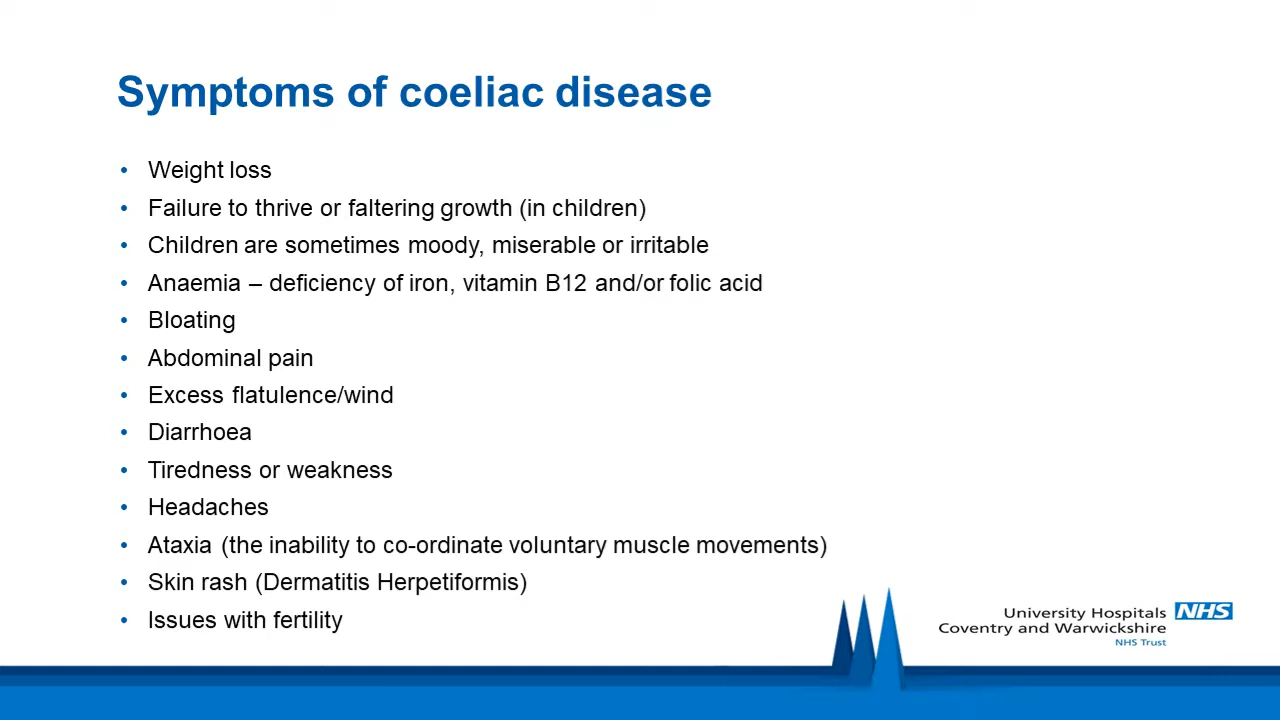 Symptoms of coeliac disease
• Weight loss
• Failure to thrive or faltering growth (in children)
• Children are sometimes moody, miserable or irritable
• Anaemia – deficiency of iron, vitamin B12 and/or folic acid
• Bloating
• Abdominal pain
• Excess flatulence/wind
• Diarrhoea
• Tiredness or weakness
• Headaches
• Ataxia (the inability to co-ordinate voluntary muscle movements)
• Skin rash (Dermatitis Herpetiformis)
• Issues with fertility
University Hospitals NHS
Coventry and Warwickshire
NHS Trust